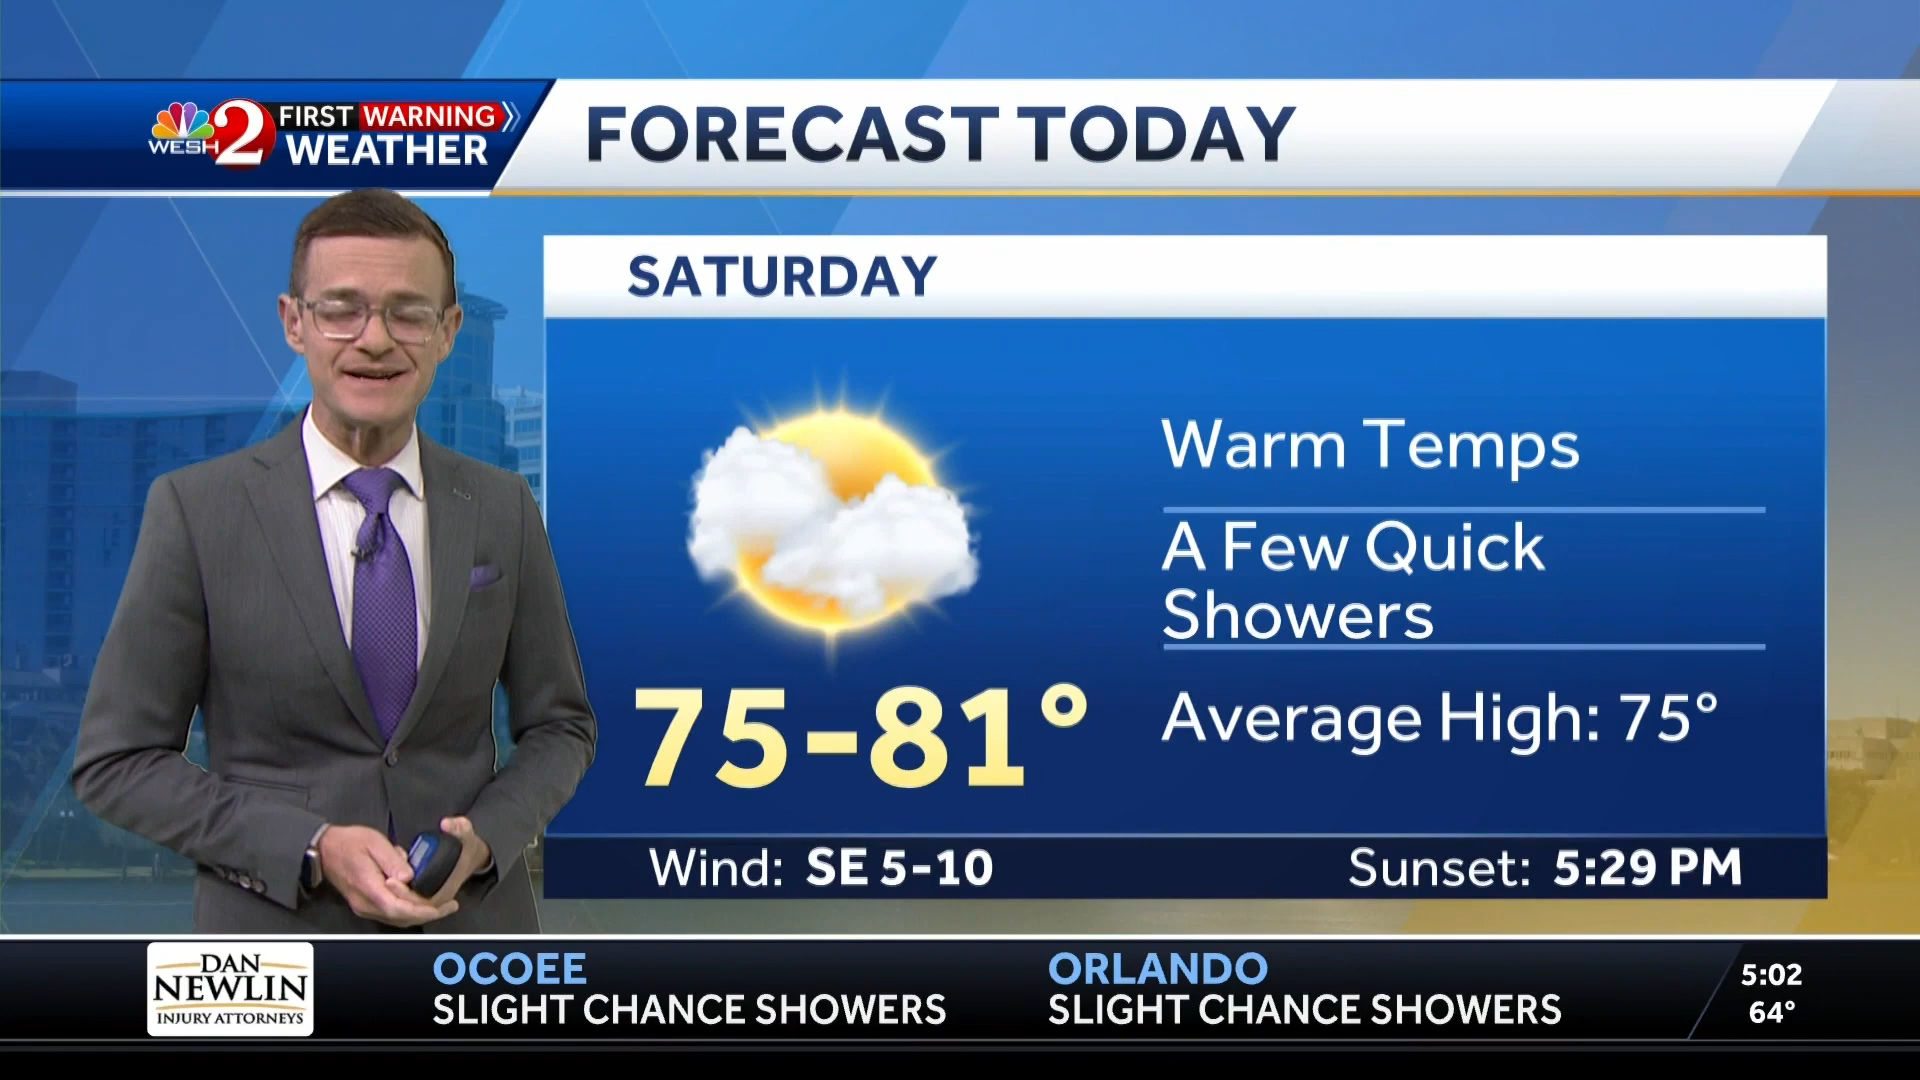 WESH 2 FIRST WARNING
WEATHER
FORECAST TODAY
SATURDAY
Warm Temps
A Few Quick
Showers
75-81°
Average High: 75°
Wind: SE 5-10
Sunset: 5:29 PM
DAN
NEWLIN
INJURY ATTORNEYS
OCOEE
SLIGHT CHANCE SHOWERS
ORLANDO
SLIGHT CHANCE SHOWERS
5:02
64°